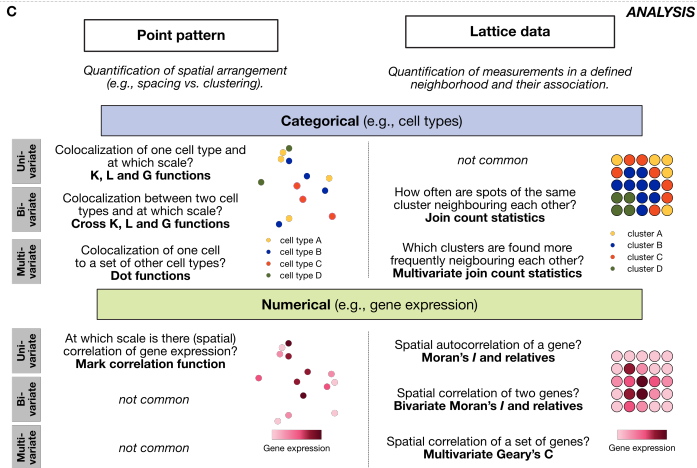 C
ANALYSIS
Point pattern
Lattice data
Quantification of spatial arrangement
(e.g., spacing vs. clustering).
Quantification of measurements in a defined
neighborhood and their association.
Categorical (e.g., cell types)
Uni-
variate
Colocalization of one cell type and
at which scale?
K, L and G functions
not common
Bi-
variate
Colocalization between two cell
types and at which scale?
Cross K, L and G functions
How often are spots of the same
cluster neighbouring each other?
Join count statistics
Multi-
variate
Colocalization of one cell
to a set of other cell types?
Dot functions
cell type A
cell type B
cell type C
cell type D
Which clusters are found more
frequently neigbouring each other?
Multivariate join count statistics
cluster A
cluster B
cluster C
cluster D
Numerical (e.g., gene expression)
Uni-
variate
At which scale is there (spatial)
correlation of gene expression?
Mark correlation function
Spatial autocorrelation of a gene?
Moran's I and relatives
Bi-
variate
not common
Spatial correlation of two genes?
Bivariate Moran's I and relatives
Multi-
variate
not common
Gene expression
Spatial correlation of a set of genes?
Multivariate Geary's C
Gene expression